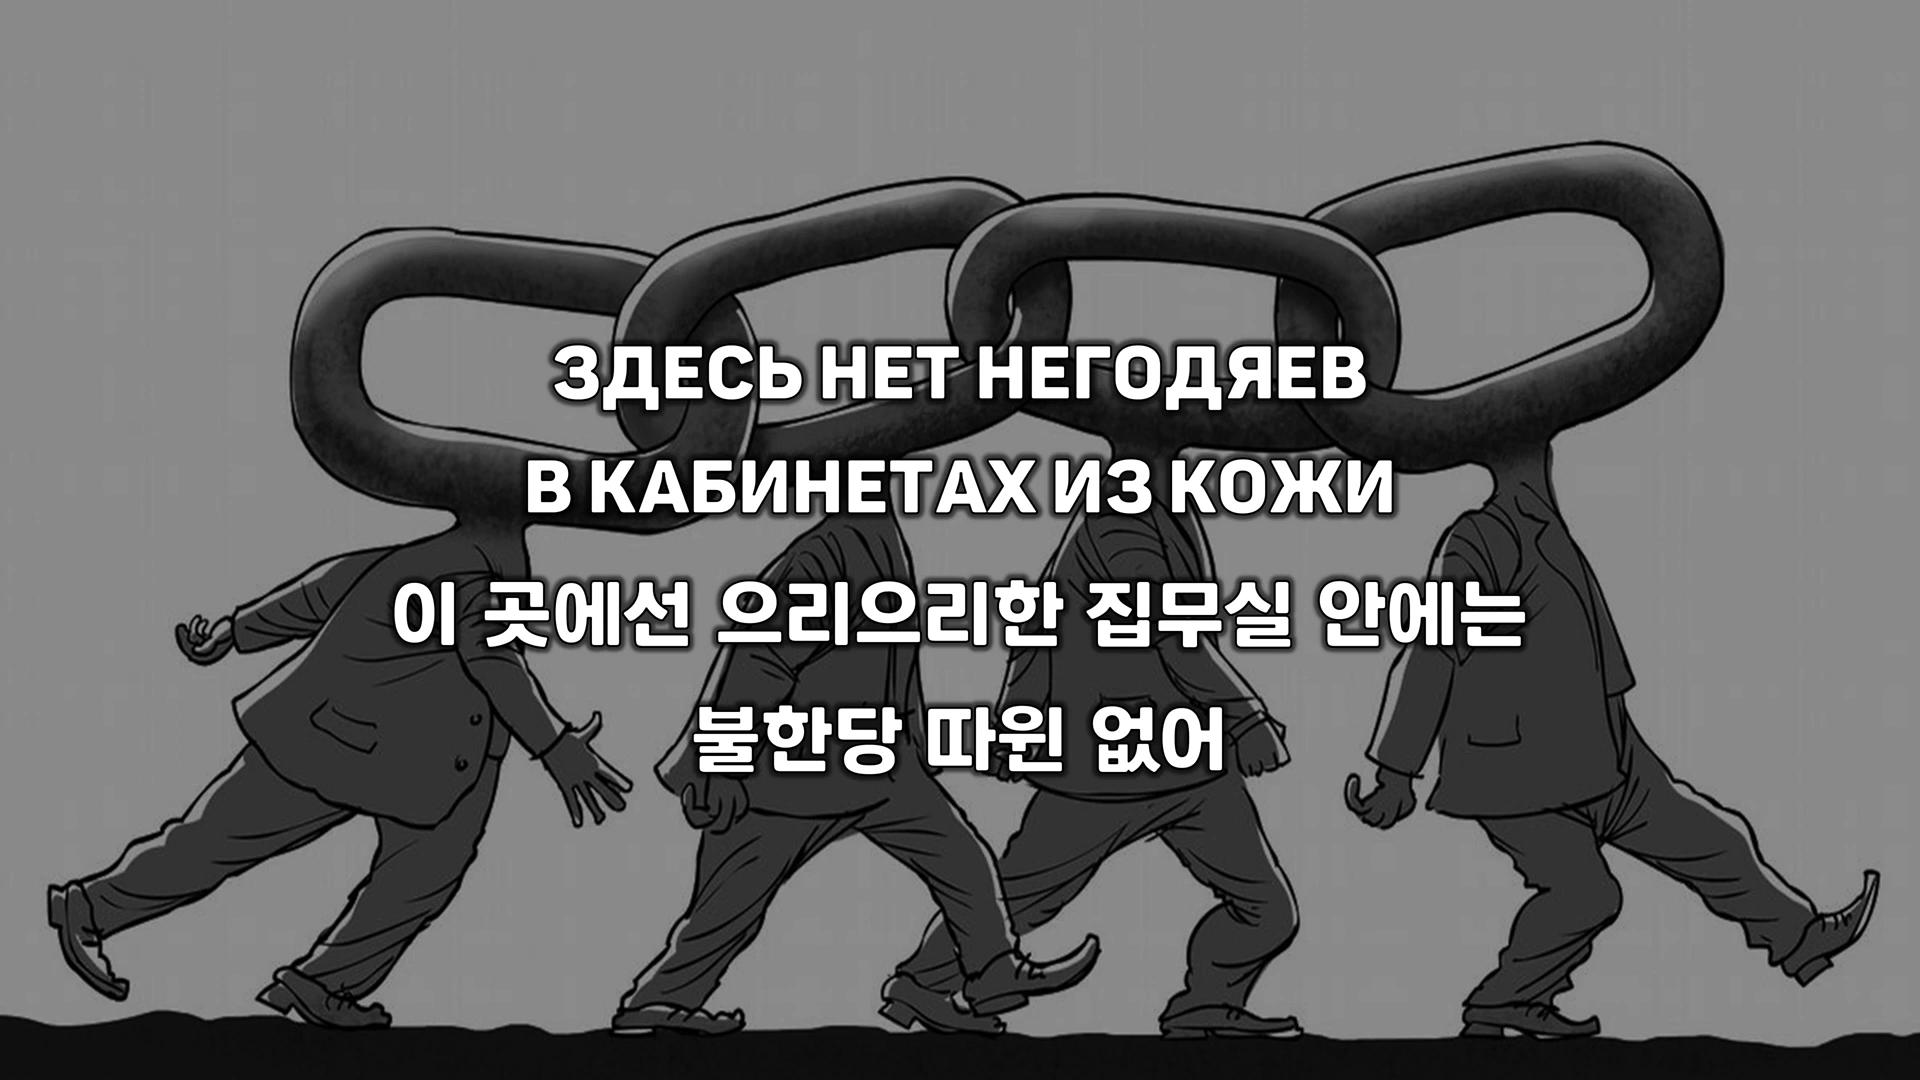 ЗДЕСЬ НЕТ НЕГОДЯЕВ
В КАБИНЕТАХ ИЗ КОЖИ
이 곳에선 으리으리한 집무실 안에는
불한당 따윈 없어